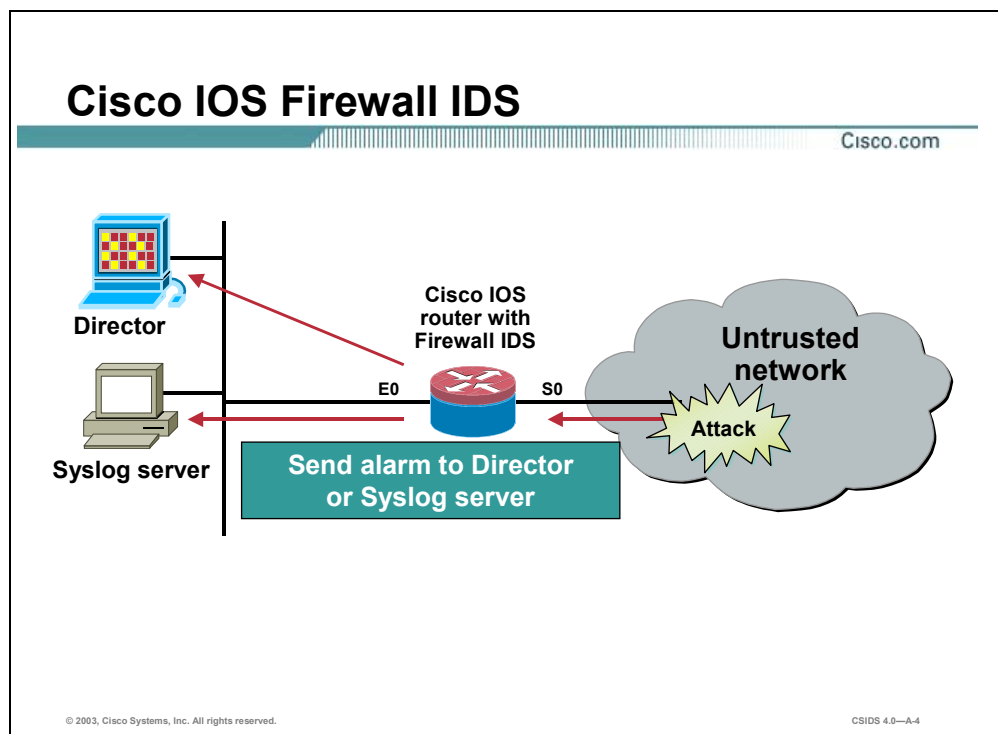 Cisco IOS Firewall IDS
Cisco.com
Director
Syslog server
Cisco IOS
router with
Firewall IDS
E0
S0
Untrusted
network
Attack
Send alarm to Director
or Syslog server
© 2003, Cisco Systems, Inc. All rights reserved.
CSIDS 4.0—A-4